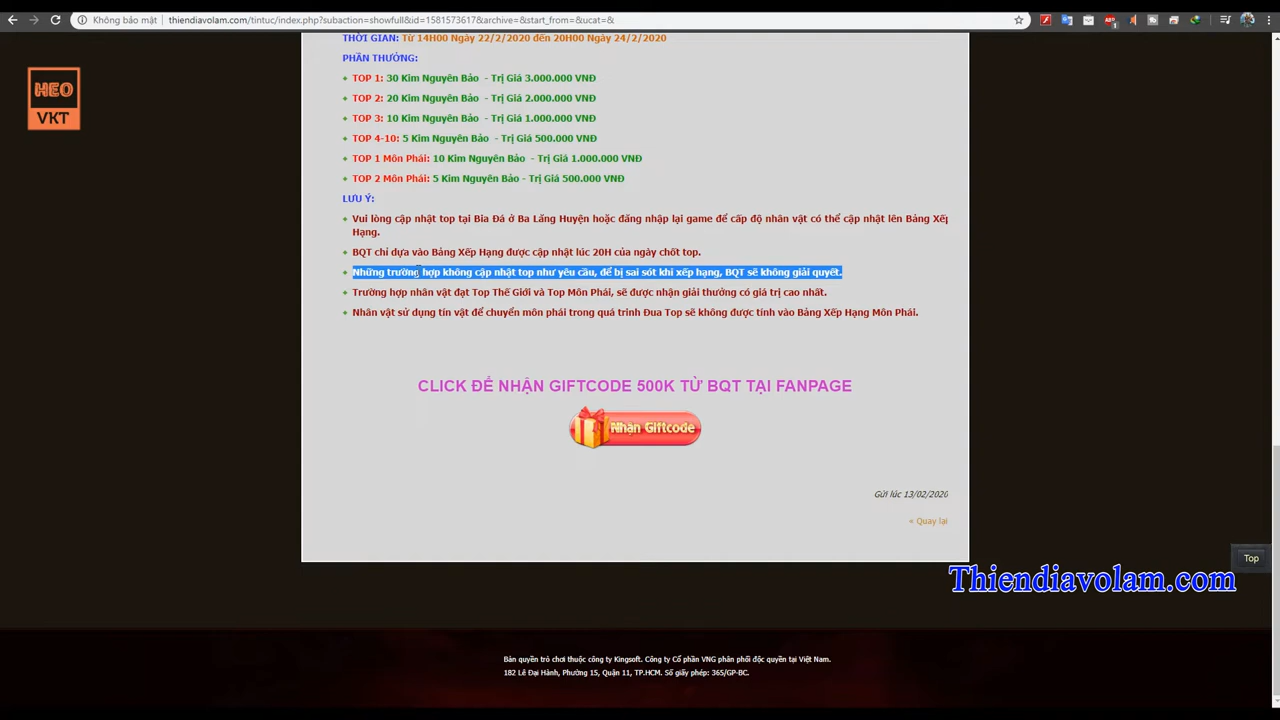 Không bảo mật | thiendiavolam.com/tintuc/index.php?subaction=showfull&id=1581573617&archive=&start_from=&ucat=&
HEO
VKT
THỜI GIAN: Từ 14H00 Ngày 22/2/2020 đến 20H00 Ngày 24/2/2020
PHẦN THƯỞNG:
TOP 1: 30 Kim Nguyên Bảo - Trị Giá 3.000.000 VNĐ
TOP 2: 20 Kim Nguyên Bảo - Trị Giá 2.000.000 VNĐ
TOP 3: 10 Kim Nguyên Bảo - Trị Giá 1.000.000 VNĐ
TOP 4-10: 5 Kim Nguyên Bảo - Trị Giá 500.000 VNĐ
TOP 1 Môn Phái: 10 Kim Nguyên Bảo - Trị Giá 1.000.000 VNĐ
TOP 2 Môn Phái: 5 Kim Nguyên Bảo - Trị Giá 500.000 VNĐ
LƯU Ý:
Vui lòng cập nhật top tại Bia Đá ở Ba Lăng Huyện hoặc đăng nhập lại game để cấp độ nhân vật có thể cập nhật lên Bảng Xếp
Hạng.
BQT chỉ dựa vào Bảng Xếp Hạng được cập nhật lúc 20H của ngày chốt top.
Những trường hợp không cập nhật top như yêu cầu, để bị sai sót khi xếp hạng, BQT sẽ không giải quyết.
Trường hợp nhân vật đạt Top Thế Giới và Top Môn Phái, sẽ được nhận giải thưởng có giá trị cao nhất.
Nhân vật sử dụng tín vật để chuyển môn phái trong quá trình Đua Top sẽ không được tính vào Bảng Xếp Hạng Môn Phái.
CLICK ĐỂ NHẬN GIFTCODE 500K TỪ BQT TẠI FANPAGE
Nhận Giftcode
Gửi lúc 13/02/2020
« Quay lại
Top
Thiendiavolam.com
Bản quyền trò chơi thuộc công ty Kingsoft. Công ty Cổ phần VNG phân phối độc quyền tại Việt Nam.
182 Lê Đại Hành, Phường 15, Quận 11, TP.HCM. Số giấy phép: 365/GP-BC.